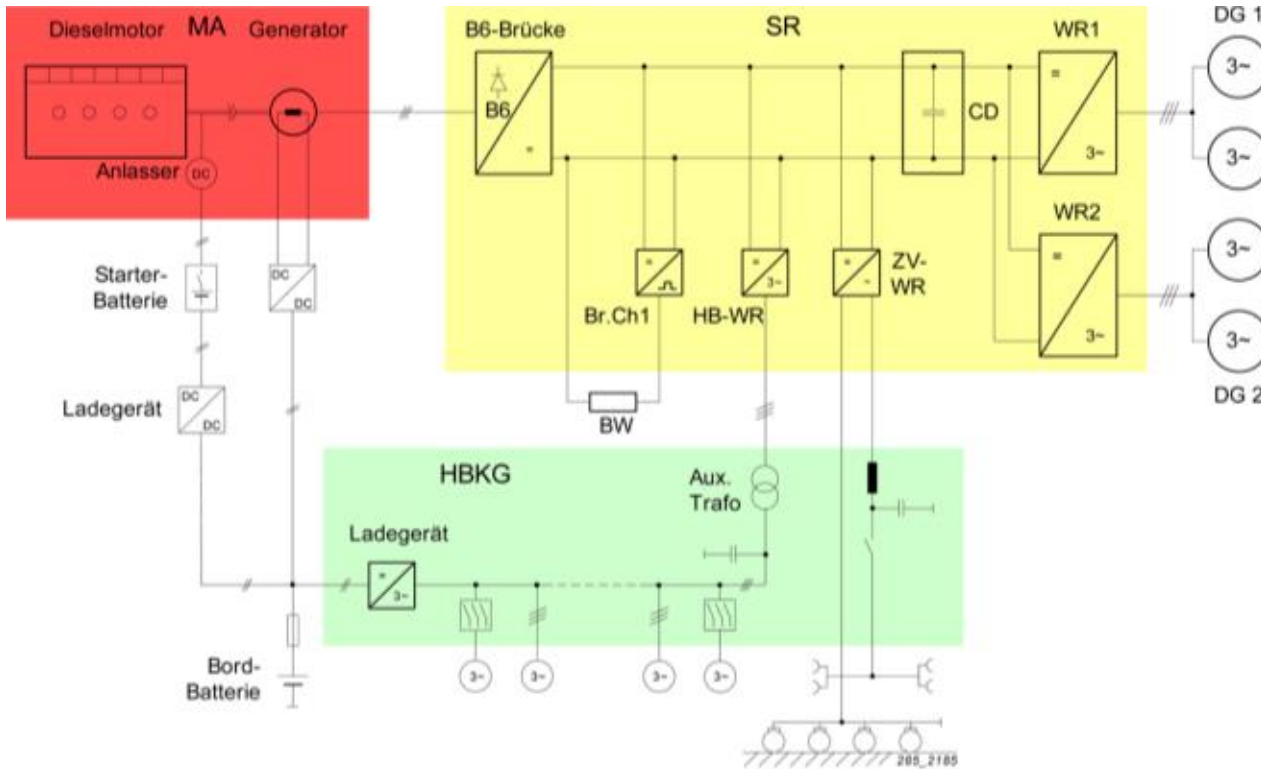 Dieselmotor MA Generator
B6-Brücke SR WR1 DG 1
B6
=
=
3~
3~
3~
CD
Anlasser DC
WR2
Starter-
Batterie
DC
DC
=
=
3~
=
~
ZV-
WR
=
3~
3~
3~
Br.Ch1 HB-WR
Ladegerät
DC
DC
BW
DG 2
HBKG
Aux.
Trafo
Ladegerät
=
3~
Bord-
Batterie
3~ 3~ 3~ 3~
285_2185